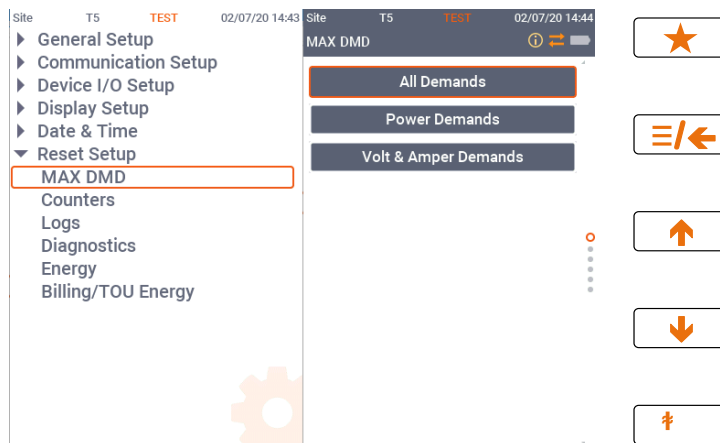 Site T5 TEST 02/07/20 14:43
General Setup
Communication Setup
Device I/O Setup
Display Setup
Date & Time
Reset Setup
MAX DMD
Counters
Logs
Diagnostics
Energy
Billing/TOU Energy
Site T5 TEST 02/07/20 14:44
MAX DMD
All Demands
Power Demands
Volt & Amper Demands